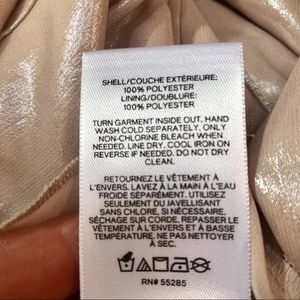 SHELL/COUCHE EXTÉRIEURE:
100% POLYESTER
LINING/DOUBLURE:
100% POLYESTER
TURN GARMENT INSIDE OUT. HAND
WASH COLD SEPARATELY, ONLY
NON-CHLORINE BLEACH WHEN
NEEDED. LINE DRY. COOL IRON ON
REVERSE IF NEEDED. DO NOT DRY
CLEAN.
RETOURNEZ LE VÊTEMENT À
L'ENVERS. LAVEZ À LA MAIN À L'EAU
FROIDE SÉPARÉMENT. UTILISEZ
SEULEMENT DU JAVELLISANT
SANS CHLORE, SI NÉCESSAIRE.
SÉCHAGE SUR CORDE. REPASSER LE
VÊTEMENT À L'ENVERS ET À BASSE
TEMPÉRATURE. NE PAS NETTOYER
À SEC.
RN# 55285